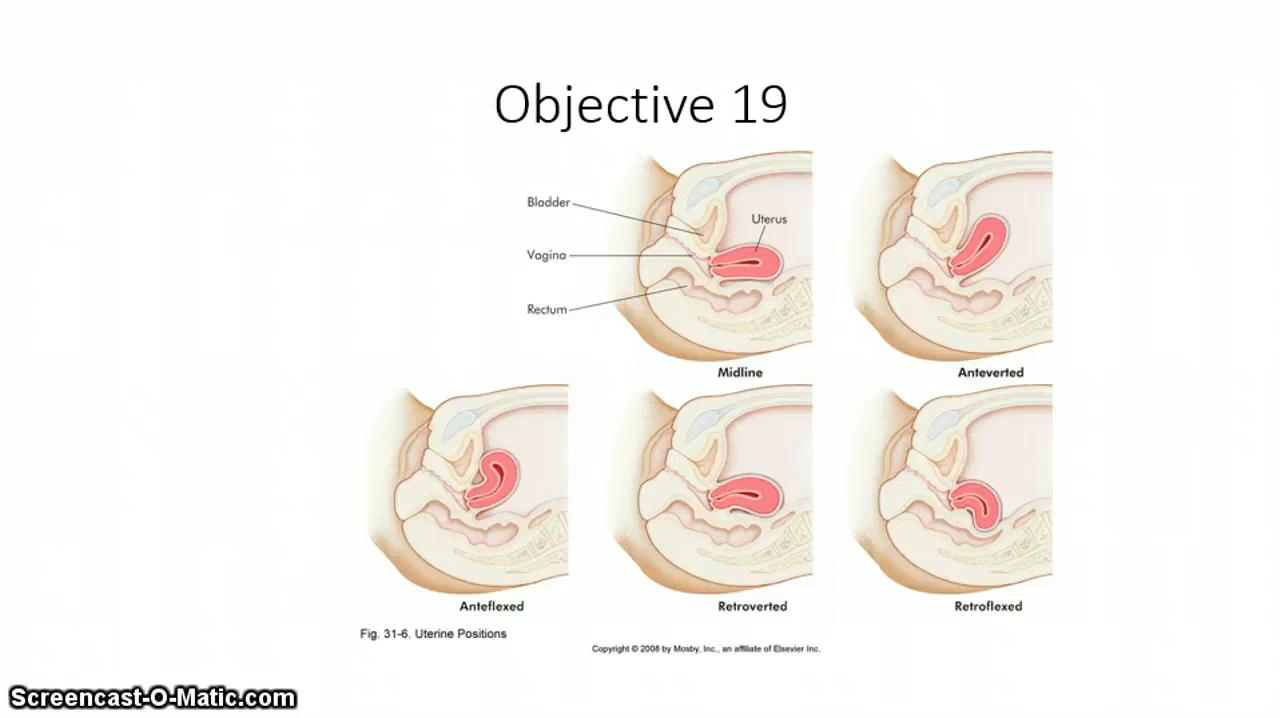 Objective 19
Bladder
Uterus
Vagina
Rectum
Midline
Anteverted
Anteflexed
Retroverted
Retroflexed
Fig. 31-6. Uterine Positions
Copyright © 2008 by Mosby, Inc., an affiliate of Elsevier Inc.
Screencast-O-Matic.com